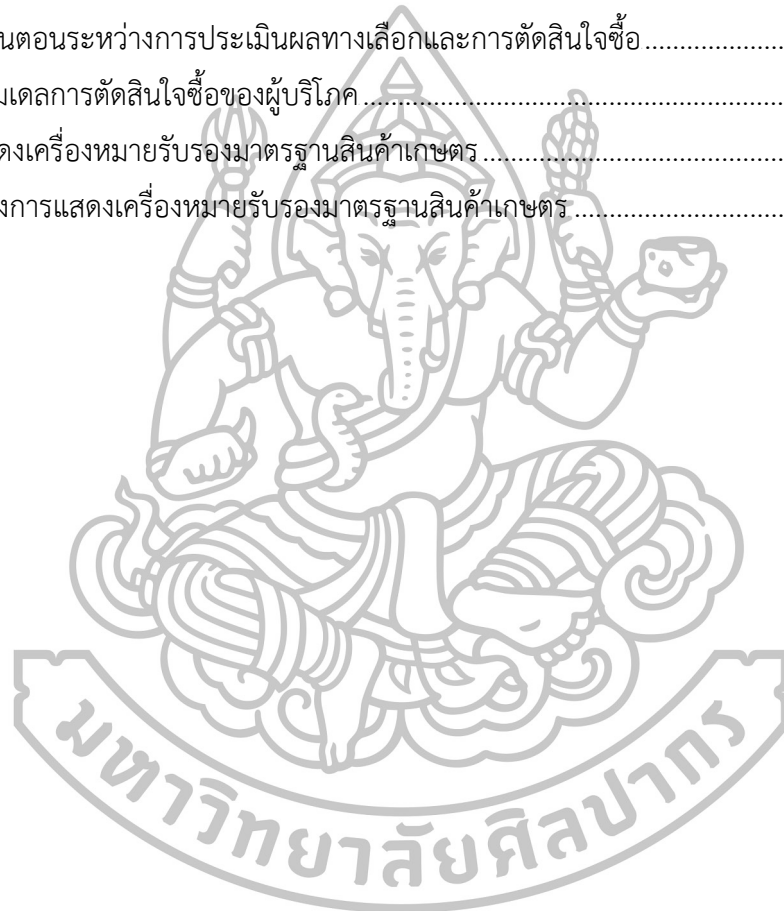 นตอนระหว่างการประเมินผลทางเลือกและการตัดสินใจซื้อ
มเดลการตัดสินใจซื้อของผู้บริโภค
ดงเครื่องหมายรับรองมาตรฐานสินค้าเกษตร
งการแสดงเครื่องหมายรับรองมาตรฐานสินค้าเกษตร
มหาวิทยาลัยศิลปากร